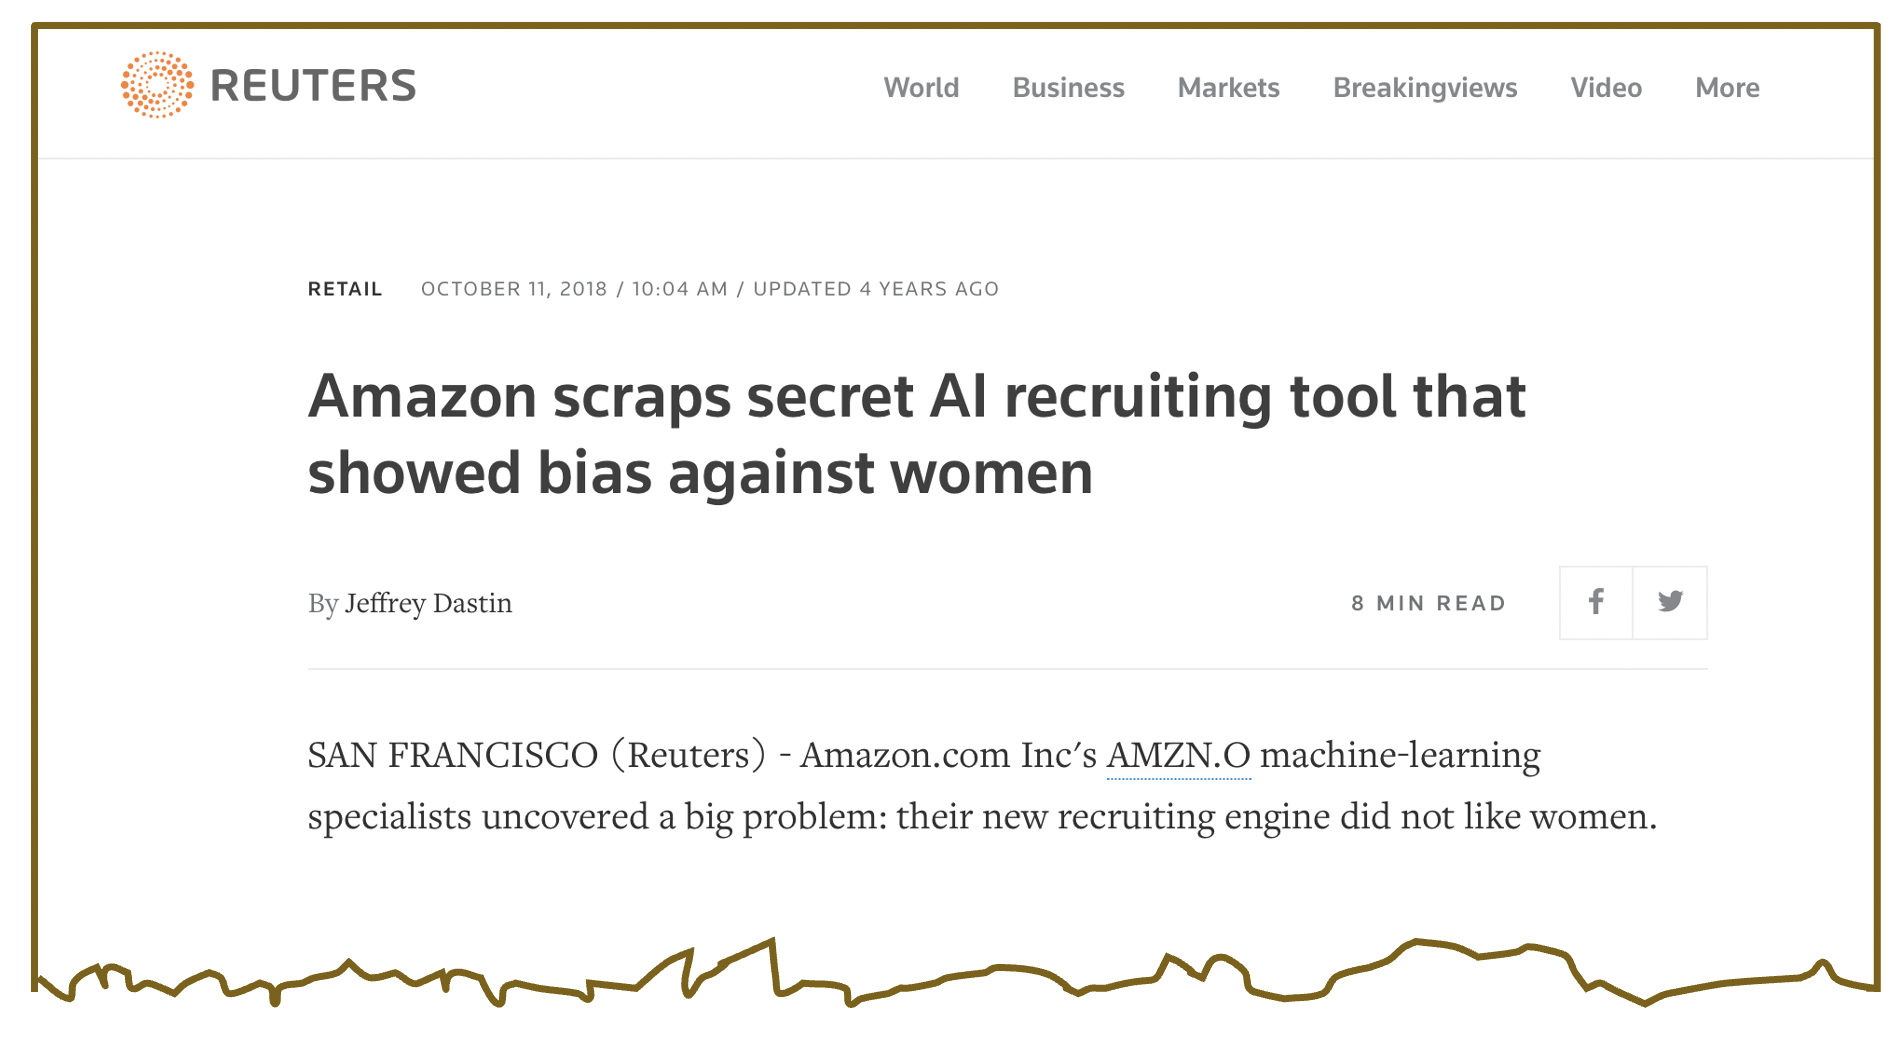 REUTERS
World Business Markets Breakingviews Video More
RETAIL OCTOBER 11, 2018 / 10:04 AM / UPDATED 4 YEARS AGO
Amazon scraps secret AI recruiting tool that
showed bias against women
By Jeffrey Dastin
8 MIN READ
SAN FRANCISCO (Reuters) - Amazon.com Inc's AMZN.O machine-learning
specialists uncovered a big problem: their new recruiting engine did not like women.